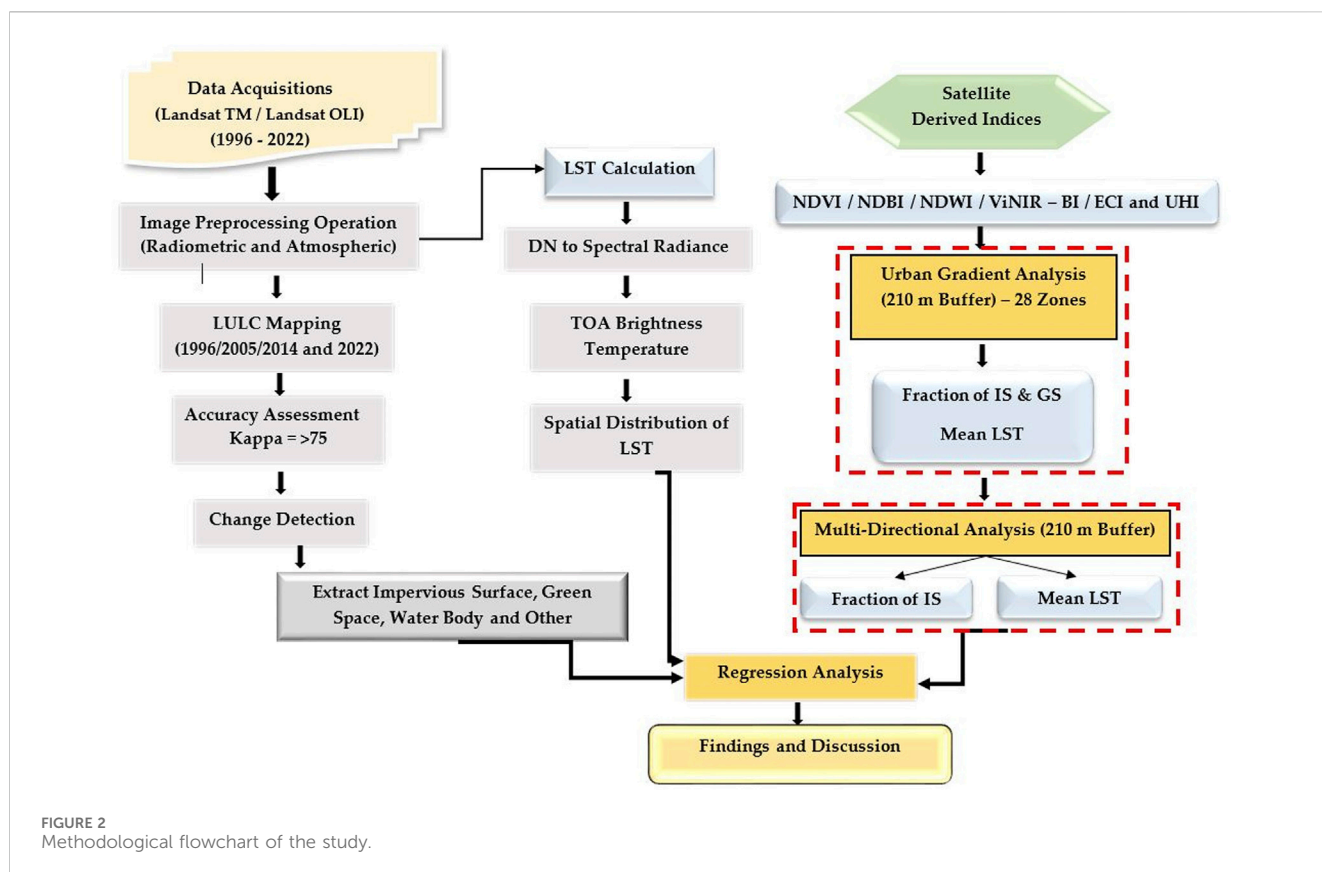 Data Acquisitions
(Landsat TM / Landsat OLI)
(1996 - 2022)
Image Preprocessing Operation
(Radiometric and Atmospheric)
LULC Mapping
(1996/2005/2014 and 2022)
Accuracy Assessment
Kappa = >75
Change Detection
Extract Impervious Surface, Green
Space, Water Body and Other
LST Calculation
DN to Spectral Radiance
TOA Brightness
Temperature
Spatial Distribution of
LST
Satellite
Derived Indices
NDVI / NDBI / NDWI / ViNIR – BI / ECI and UHI
Urban Gradient Analysis
(210 m Buffer) – 28 Zones
Fraction of IS & GS
Mean LST
Multi-Directional Analysis (210 m Buffer)
Fraction of IS
Mean LST
Regression Analysis
Findings and Discussion
FIGURE 2
Methodological flowchart of the study.